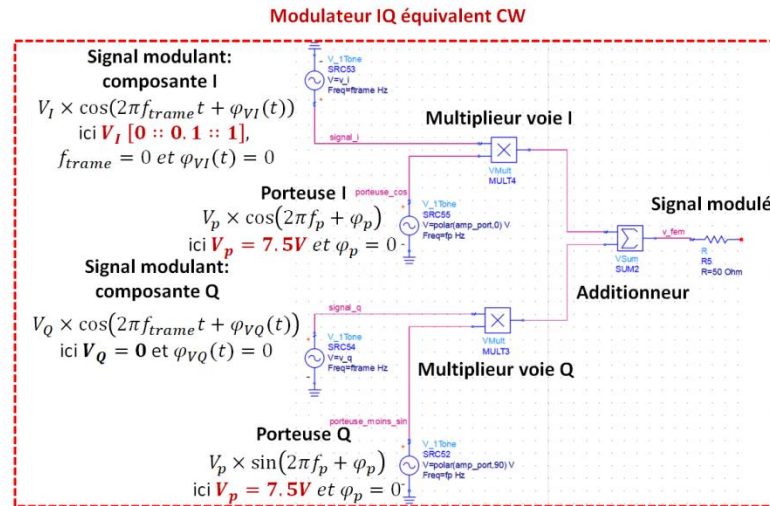 Modulateur IQ équivalent CW
Signal modulant:
composante I
V_I × cos(2πf_trame t + φ_VI(t))
ici V_I [0 :: 0.1 :: 1],
f_trame = 0 et φ_VI(t) = 0
V_1Tone
SRC53
V=v_i
Freq=ftrame Hz
signal_i
Multiplieur voie I
VMult
MULT4
Porteuse I
V_p × cos(2πf_p + φ_p)
ici V_p = 7.5V et φ_p = 0
porteuse_cos
V_1Tone
SRC55
V=polar(amp_port,0) V
Freq=fp Hz
Signal modulé
v_fem
VSum
SUM2
R
R5
R=50 Ohm
Additionneur
Signal modulant:
composante Q
V_Q × cos(2πf_trame t + φ_VQ(t))
ici V_Q = 0 et φ_VQ(t) = 0
signal_q
V_1Tone
SRC54
V=v_q
Freq=ftrame Hz
VMult
MULT3
Multiplieur voie Q
porteuse_moins_sin
Porteuse Q
V_p × sin(2πf_p + φ_p)
ici V_p = 7.5V et φ_p = 0
V_1Tone
SRC52
V=polar(amp_port,90) V
Freq=fp Hz